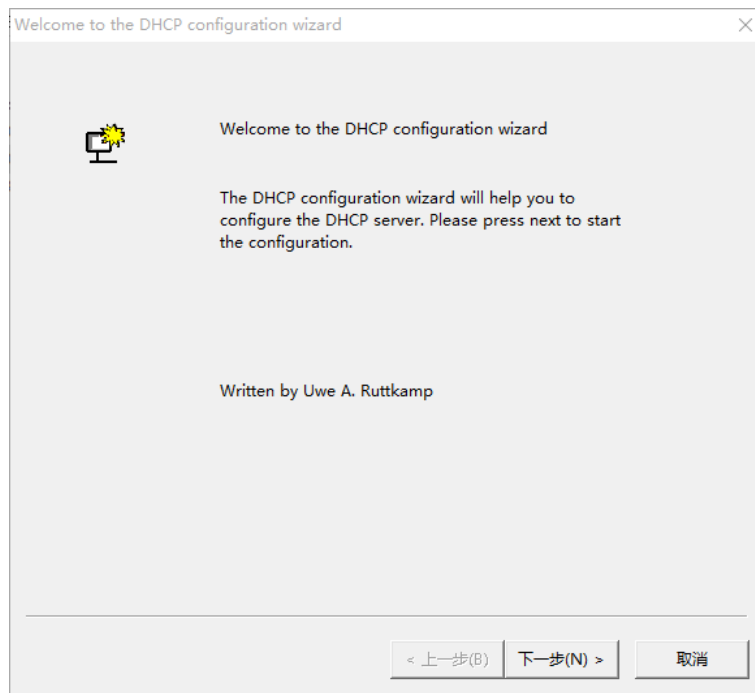 Welcome to the DHCP configuration wizard
Welcome to the DHCP configuration wizard
The DHCP configuration wizard will help you to
configure the DHCP server. Please press next to start
the configuration.
Written by Uwe A. Ruttkamp
< 上一步(B)
下一步(N) >
取消